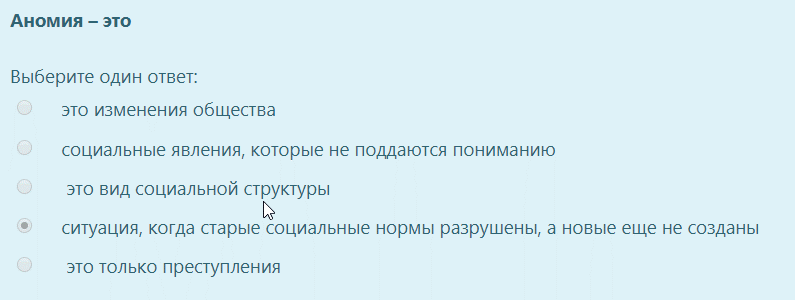 Аномия – это
Выберите один ответ:
это изменения общества
социальные явления, которые не поддаются пониманию
это вид социальной структуры
ситуация, когда старые социальные нормы разрушены, а новые еще не созданы
это только преступления